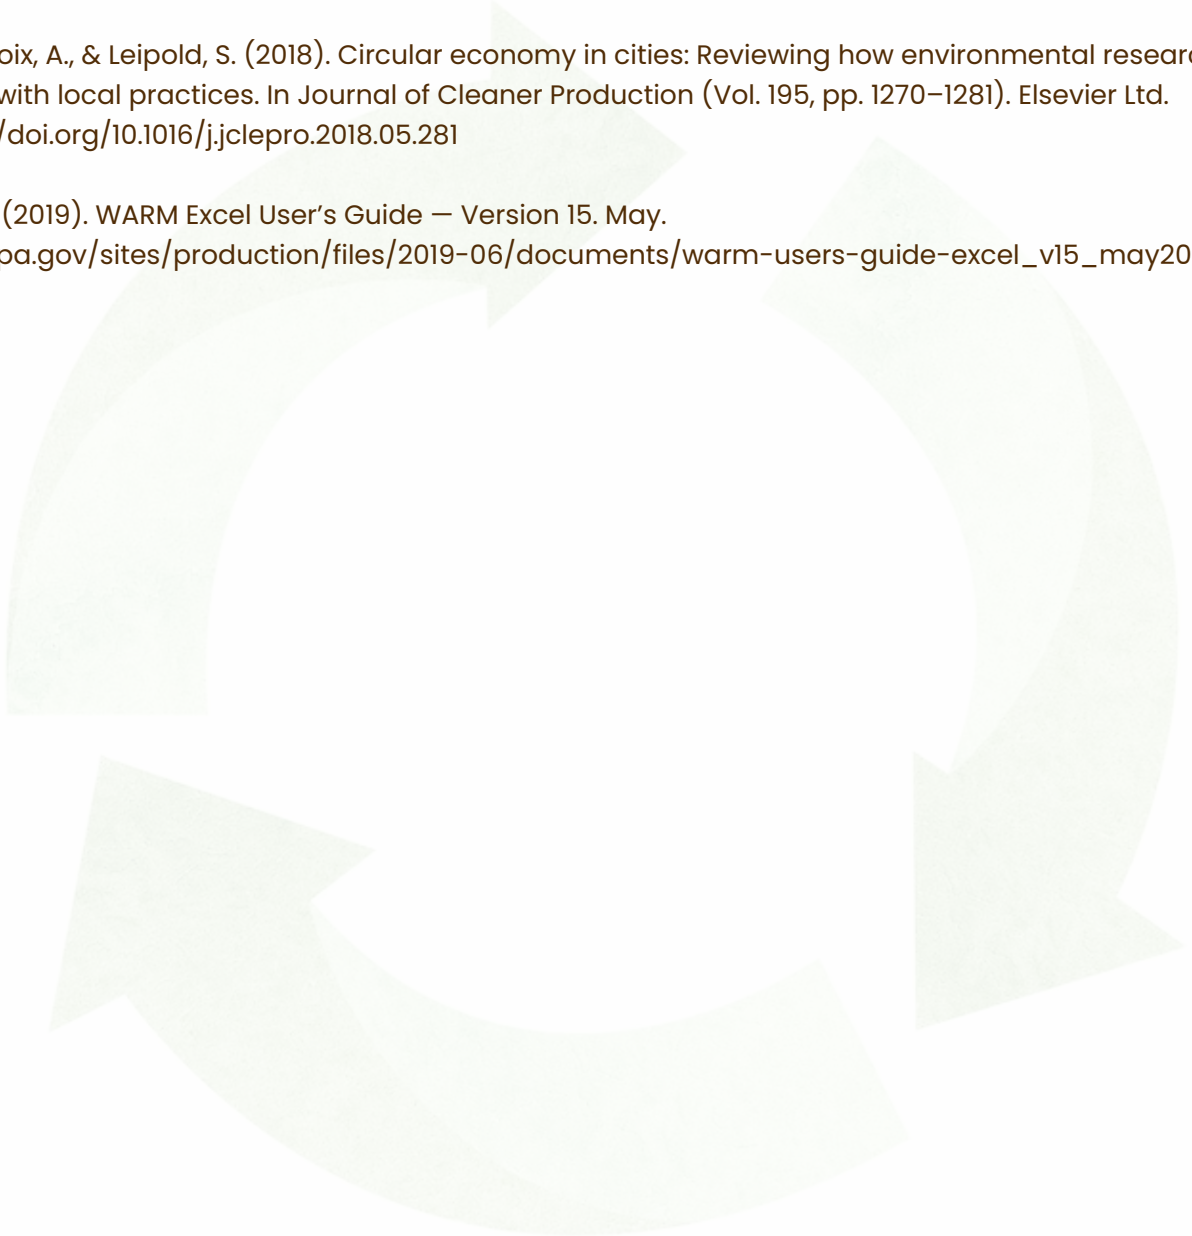 oix, A., & Leipold, S. (2018). Circular economy in cities: Reviewing how environmental researc
with local practices. In Journal of Cleaner Production (Vol. 195, pp. 1270–1281). Elsevier Ltd.
/doi.org/10.1016/j.jclepro.2018.05.281
(2019). WARM Excel User’s Guide — Version 15. May.
pa.gov/sites/production/files/2019-06/documents/warm-users-guide-excel_v15_may20